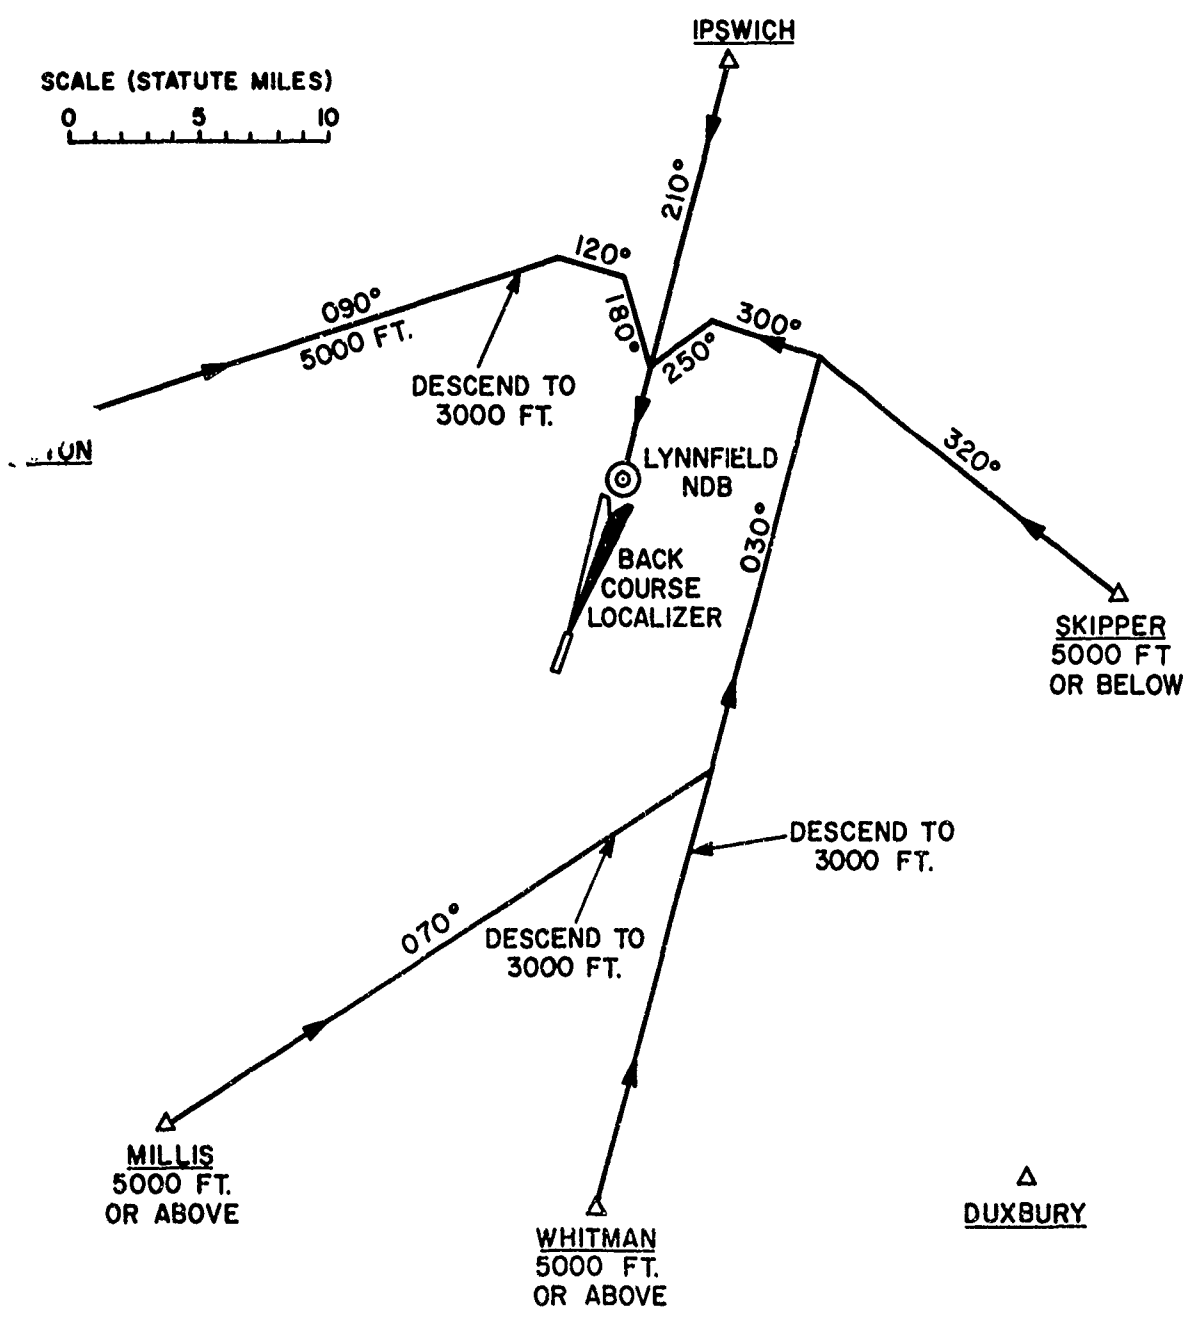 IPSWICH
SCALE (STATUTE MILES)
0 5 10
210°
120°
090°
5000 FT.
180°
300°
250°
DESCEND TO
3000 FT.
320°
LYNNFIELD
NDB
030°
BACK
COURSE
LOCALIZER
SKIPPER
5000 FT
OR BELOW
DESCEND TO
3000 FT.
070°
DESCEND TO
3000 FT.
MILLIS
5000 FT.
OR ABOVE
DUXBURY
WHITMAN
5000 FT.
OR ABOVE